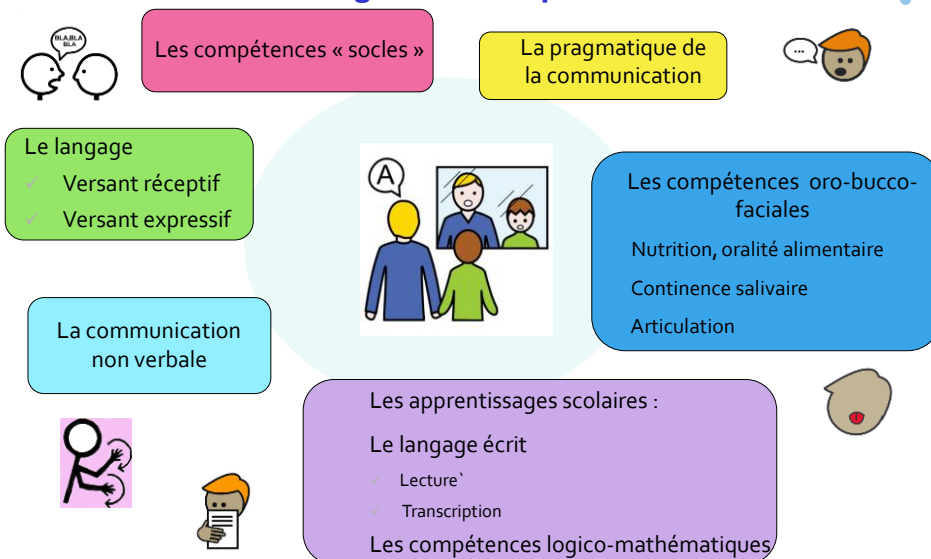 BLA,BLA
BLA
Les compétences « socles »
La pragmatique de
la communication
...
Le langage
✓ Versant réceptif
✓ Versant expressif
A
Les compétences oro-bucco-
faciales
Nutrition, oralité alimentaire
Continence salivaire
Articulation
La communication
non verbale
Les apprentissages scolaires :
Le langage écrit
✓ Lecture`
✓ Transcription
Les compétences logico-mathématiques